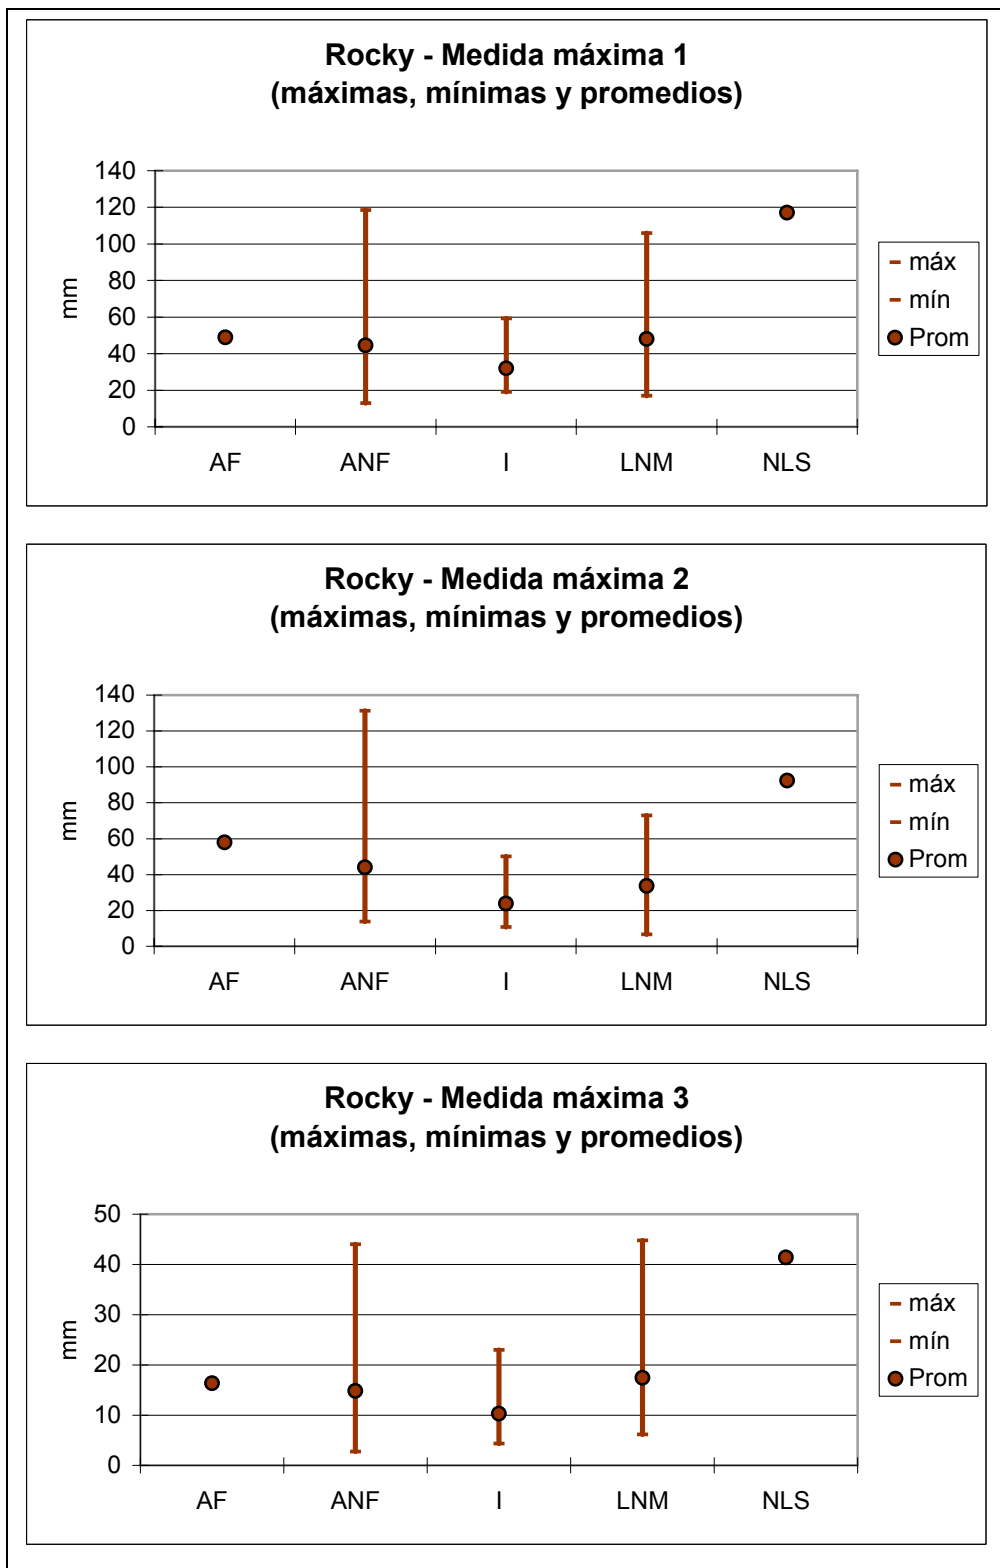 Rocky - Medida máxima 1
(máximas, mínimas y promedios)
140
120
100
80
60
40
20
0
mm
AF ANF I LNM NLS
máx
mín
Prom
Rocky - Medida máxima 2
(máximas, mínimas y promedios)
140
120
100
80
60
40
20
0
mm
AF ANF I LNM NLS
máx
mín
Prom
Rocky - Medida máxima 3
(máximas, mínimas y promedios)
50
40
30
20
10
0
mm
AF ANF I LNM NLS
máx
mín
Prom